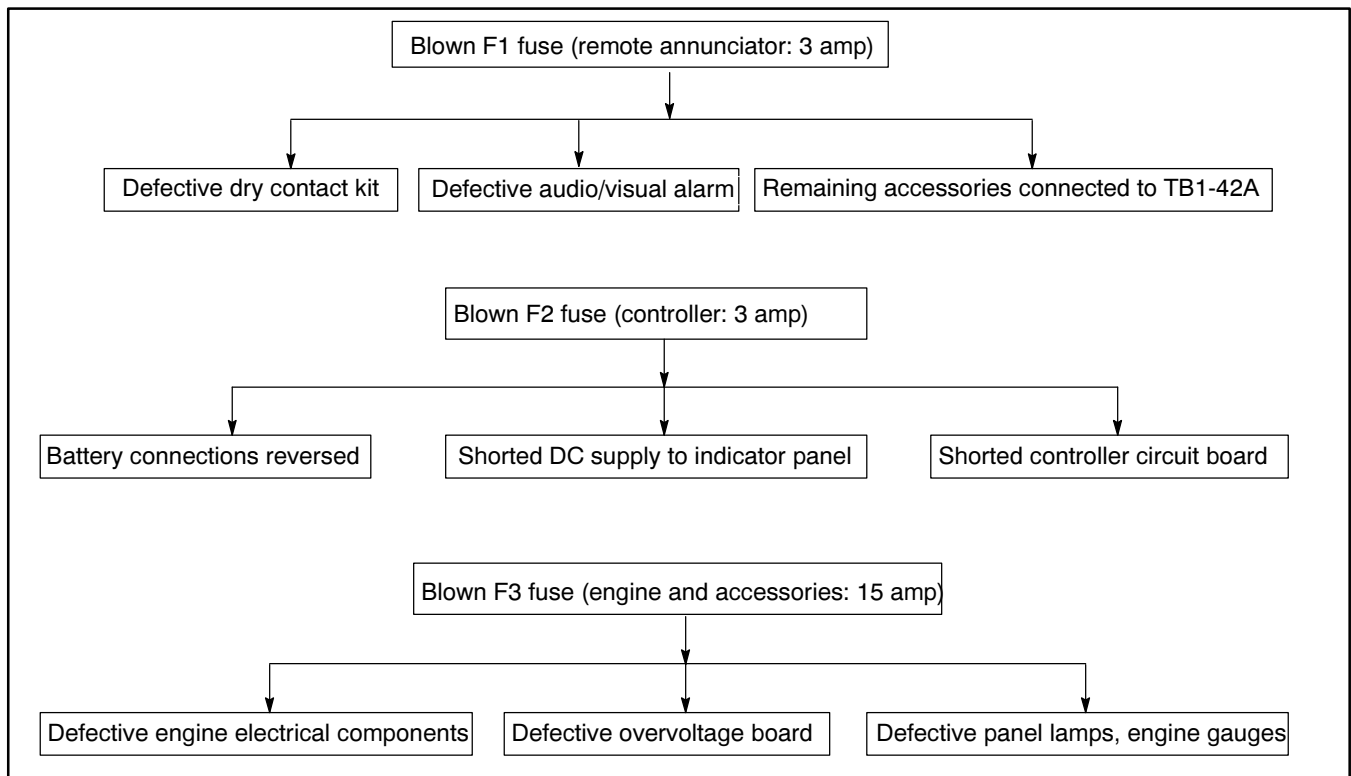 Blown F1 fuse (remote annunciator: 3 amp)
Defective dry contact kit
Defective audio/visual alarm
Remaining accessories connected to TB1-42A
Blown F2 fuse (controller: 3 amp)
Battery connections reversed
Shorted DC supply to indicator panel
Shorted controller circuit board
Blown F3 fuse (engine and accessories: 15 amp)
Defective engine electrical components
Defective overvoltage board
Defective panel lamps, engine gauges